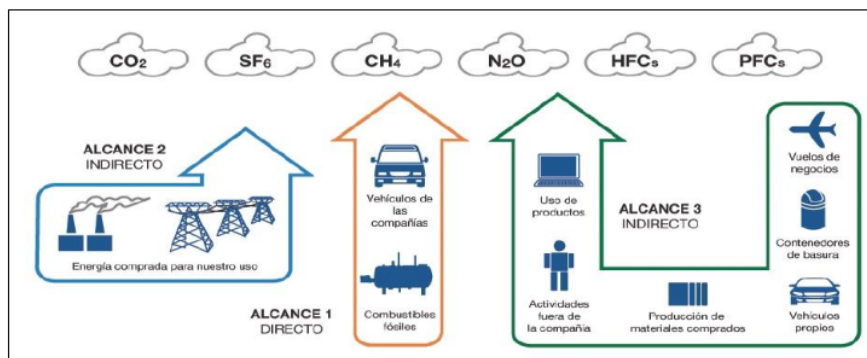 CO2
SF6
CH4
N2O
HFCs
PFCs
ALCANCE 2
INDIRECTO
Energía comprada para nuestro uso
ALCANCE 1
DIRECTO
Vehículos de
las
compañías
Combustibles
fósiles
Uso de
productos
Actividades
fuera de
la compañía
ALCANCE 3
INDIRECTO
Producción de
materiales comprados
Vuelos de
negocios
Contenedores
de basura
Vehículos
propios